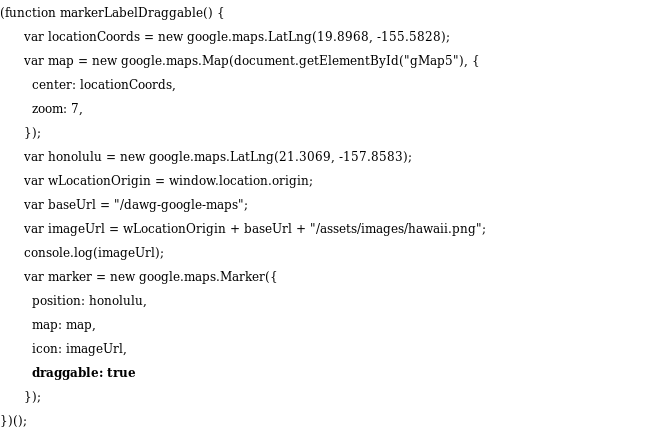 (function markerLabelDraggable() {
var locationCoords = new google.maps.LatLng(19.8968, -155.5828);
var map = new google.maps.Map(document.getElementById("gMap5"), {
center: locationCoords,
zoom: 7,
});
var honolulu = new google.maps.LatLng(21.3069, -157.8583);
var wLocationOrigin = window.location.origin;
var baseUrl = "/dawg-google-maps";
var imageUrl = wLocationOrigin + baseUrl + "/assets/images/hawaii.png";
console.log(imageUrl);
var marker = new google.maps.Marker({
position: honolulu,
map: map,
icon: imageUrl,
draggable: true
});
})();